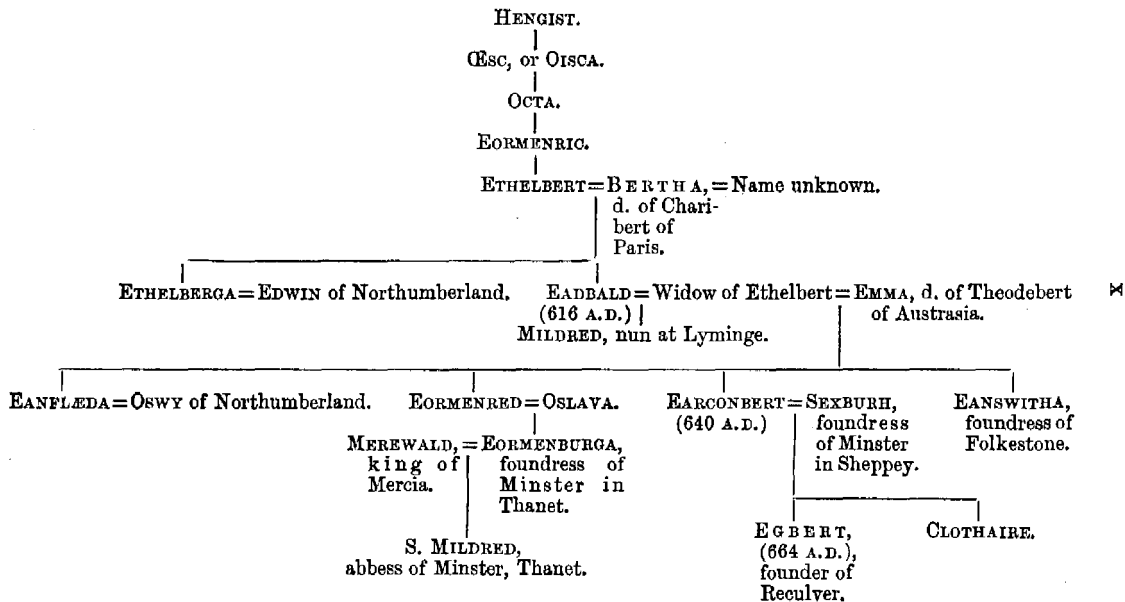 HENGIST.
ŒSC, or OISCA.
OCTA.
EORMENRIC.
ETHELBERT=BERTHA,=Name unknown.
d. of Chari-
bert of
Paris.
ETHELBERGA=EDWIN of Northumberland. EADBALD=Widow of Ethelbert=EMMA, d. of Theodebert
(616 A.D.) of Austrasia.
MILDRED, nun at Lyminge.
EANFLÆDA=OSWY of Northumberland. EORMENRED=OSLAVA. EARCONBERT=SEXBURH, EANSWITHA,
(640 A.D.) foundress foundress of
MEREWALD,=EORMENBURGA, of Minster Folkestone.
king of foundress of in Sheppey.
Mercia. Minster in
Thanet.
EGBERT, CLOTHAIRE.
S. MILDRED, (664 A.D.),
abbess of Minster, Thanet. founder of
Reculver.